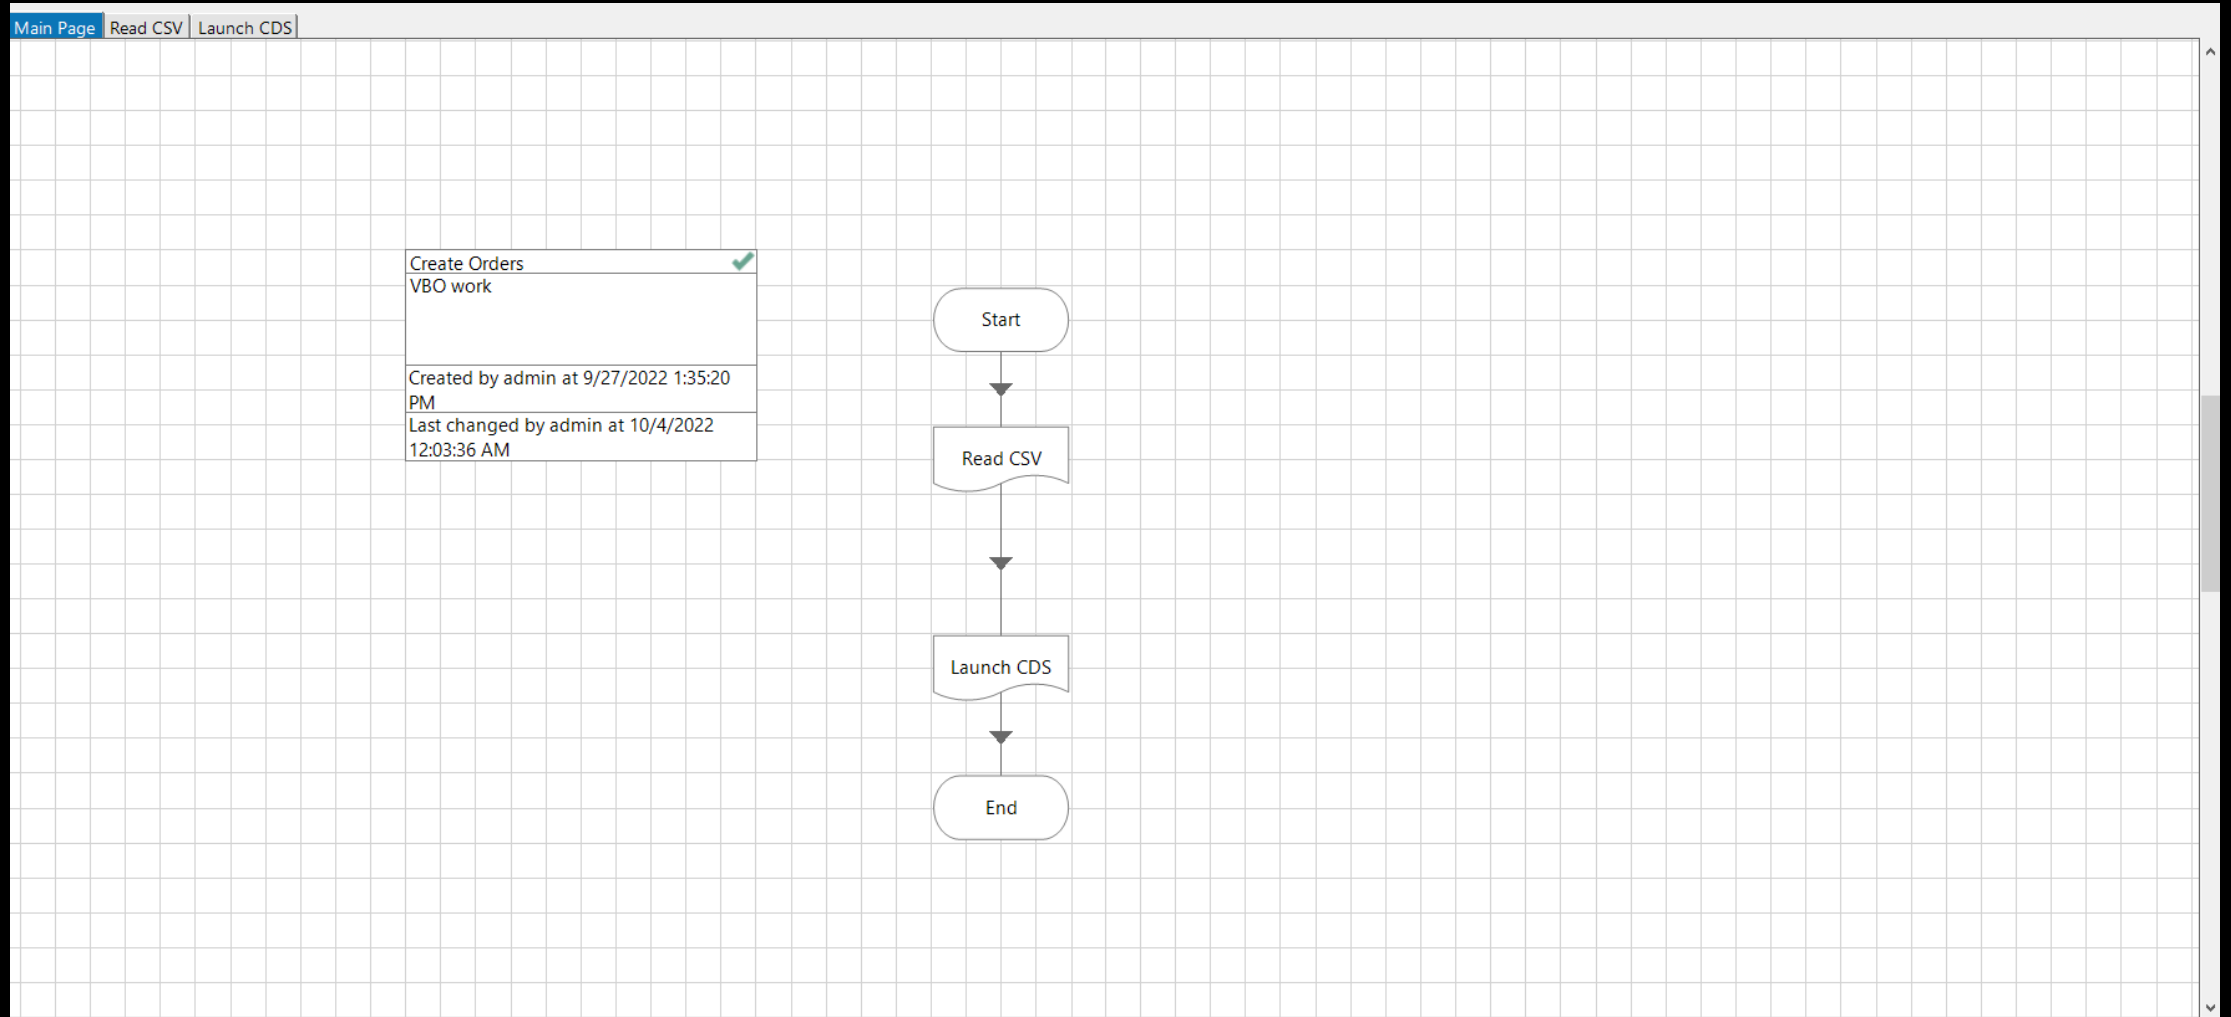 Main Page Read CSV Launch CDS
Create Orders
VBO work
Created by admin at 9/27/2022 1:35:20
PM
Last changed by admin at 10/4/2022
12:03:36 AM
Start
Read CSV
Launch CDS
End